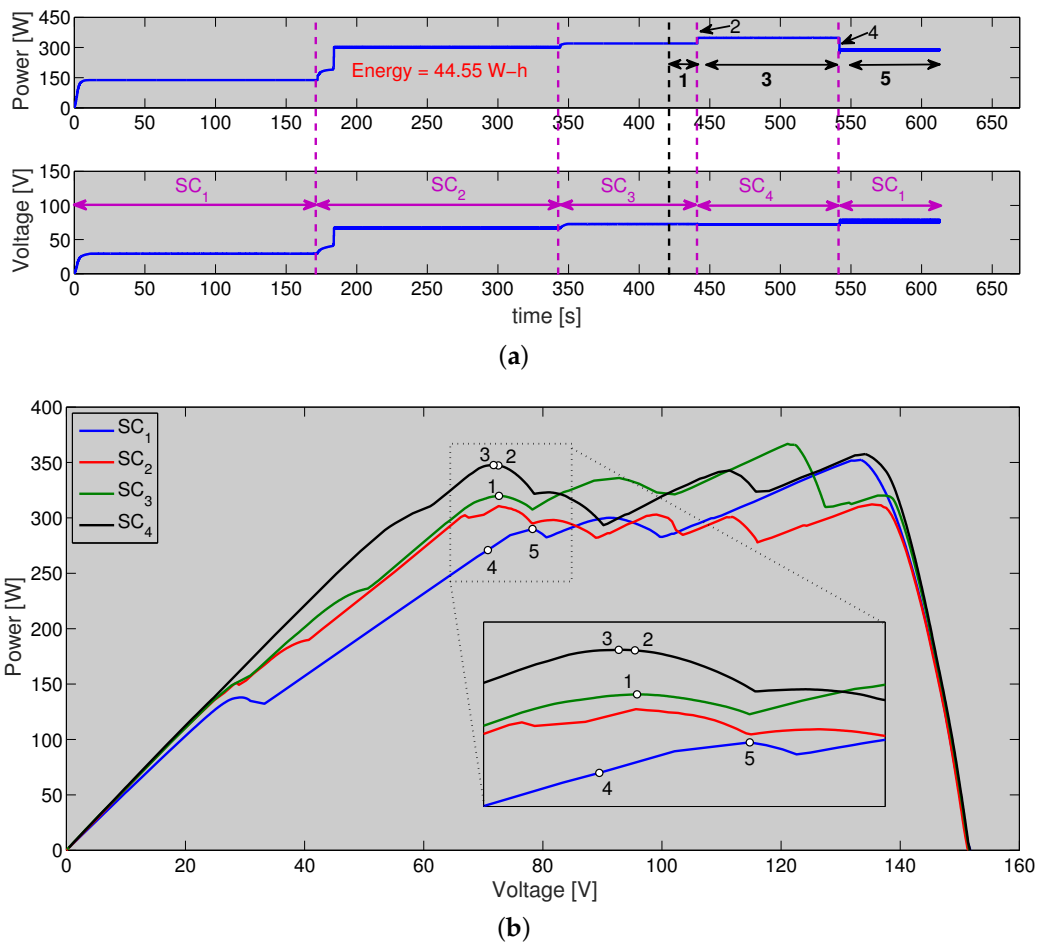 Power [W]
450
300
150
0
Energy = 44.55 W-h
2
4
1
3
5
0 50 100 150 200 250 300 350 400 450 500 550 600 650
Voltage [V]
150
100
50
0
SC1 SC2 SC3 SC4 SC1
0 50 100 150 200 250 300 350 400 450 500 550 600 650
time [s]
(a)
Power [W]
400
350
300
250
200
150
100
50
0
SC1
SC2
SC3
SC4
3 2
1
4
5
3 2
1
5
4
0 20 40 60 80 100 120 140 160
Voltage [V]
(b)